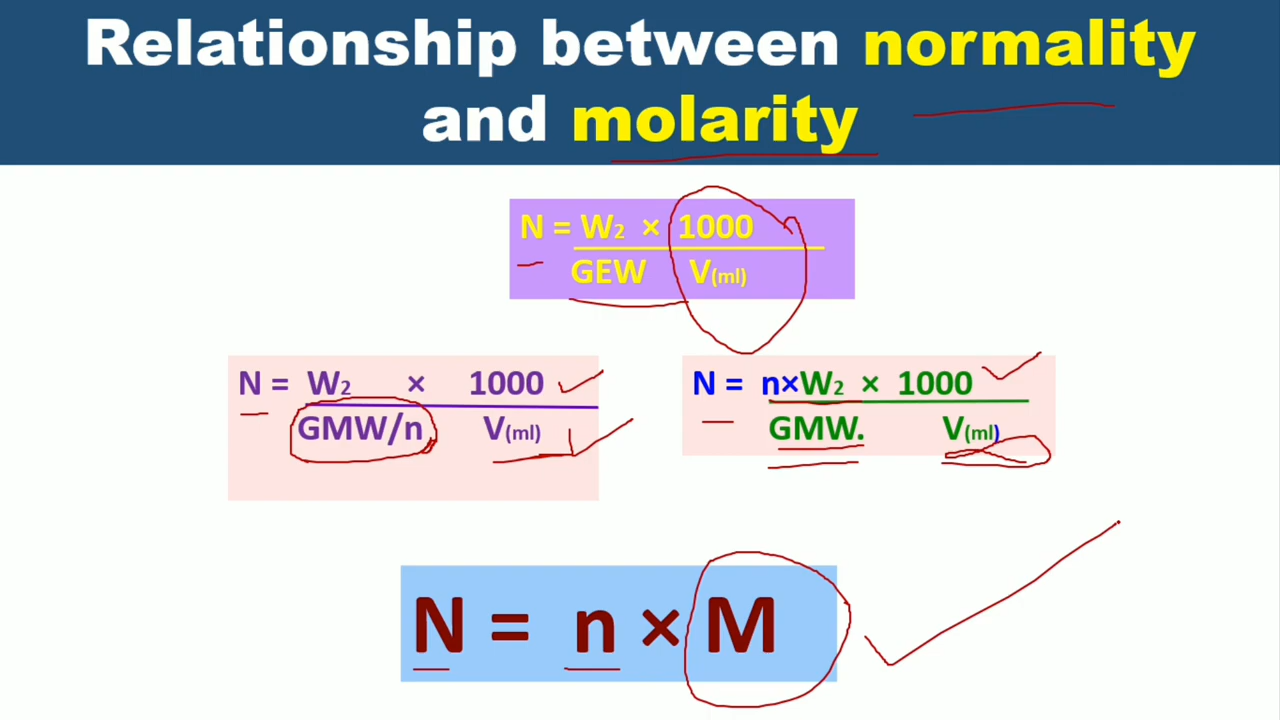 Relationship between normality
and molarity
N = W₂ × 1000
GEW V(ml)
N = W₂ × 1000
GMW/n V(ml)
N = n×W₂ × 1000
GMW. V(ml)
N = n × M